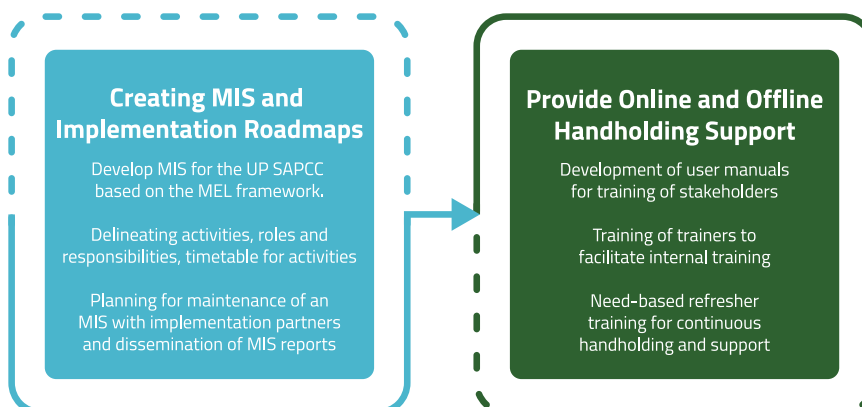 Creating MIS and
Implementation Roadmaps
Develop MIS for the UP SAPCC
based on the MEL framework.
Delineating activities, roles and
responsibilities, timetable for activities
Planning for maintenance of an
MIS with implementation partners
and dissemination of MIS reports
Provide Online and Offline
Handholding Support
Development of user manuals
for training of stakeholders
Training of trainers to
facilitate internal training
Need-based refresher
training for continuous
handholding and support